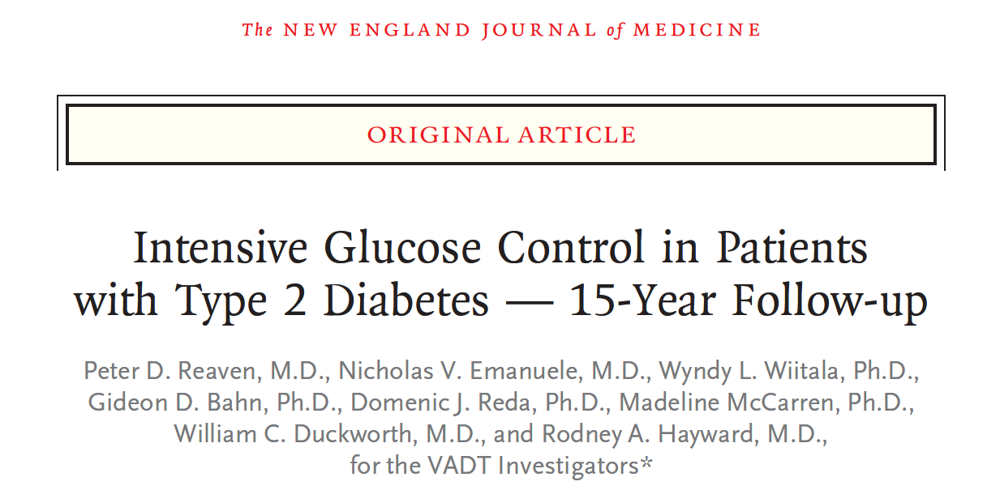 The NEW ENGLAND JOURNAL of MEDICINE
ORIGINAL ARTICLE
Intensive Glucose Control in Patients
with Type 2 Diabetes — 15-Year Follow-up
Peter D. Reaven, M.D., Nicholas V. Emanuele, M.D., Wyndy L. Wiitala, Ph.D.,
Gideon D. Bahn, Ph.D., Domenic J. Reda, Ph.D., Madeline McCarren, Ph.D.,
William C. Duckworth, M.D., and Rodney A. Hayward, M.D.,
for the VADT Investigators*